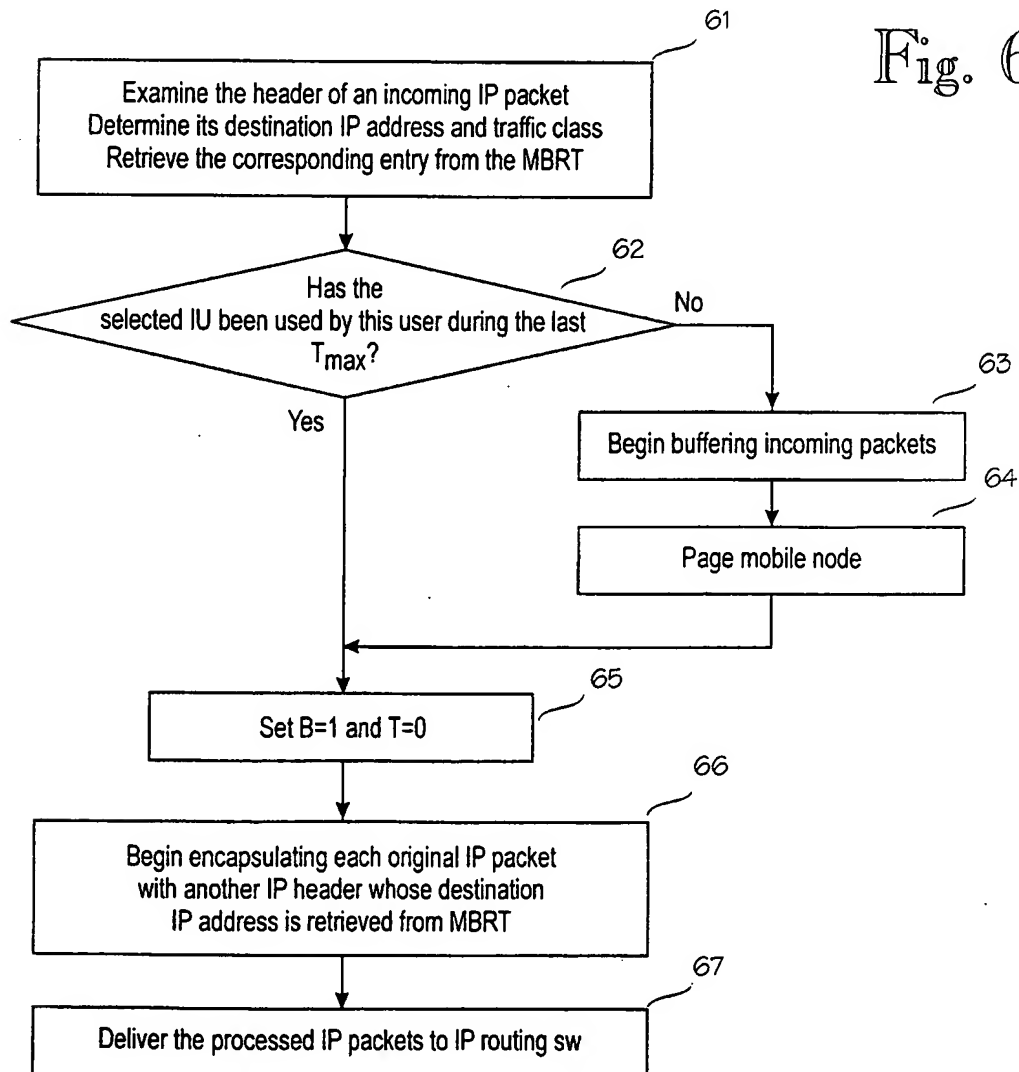 Fig. 6
61
Examine the header of an incoming IP packet
Determine its destination IP address and traffic class
Retrieve the corresponding entry from the MBRT
62
Has the
selected IU been used by this user during the last
Tmax?
No
Yes
63
Begin buffering incoming packets
64
Page mobile node
65
Set B=1 and T=0
66
Begin encapsulating each original IP packet
with another IP header whose destination
IP address is retrieved from MBRT
67
Deliver the processed IP packets to IP routing sw